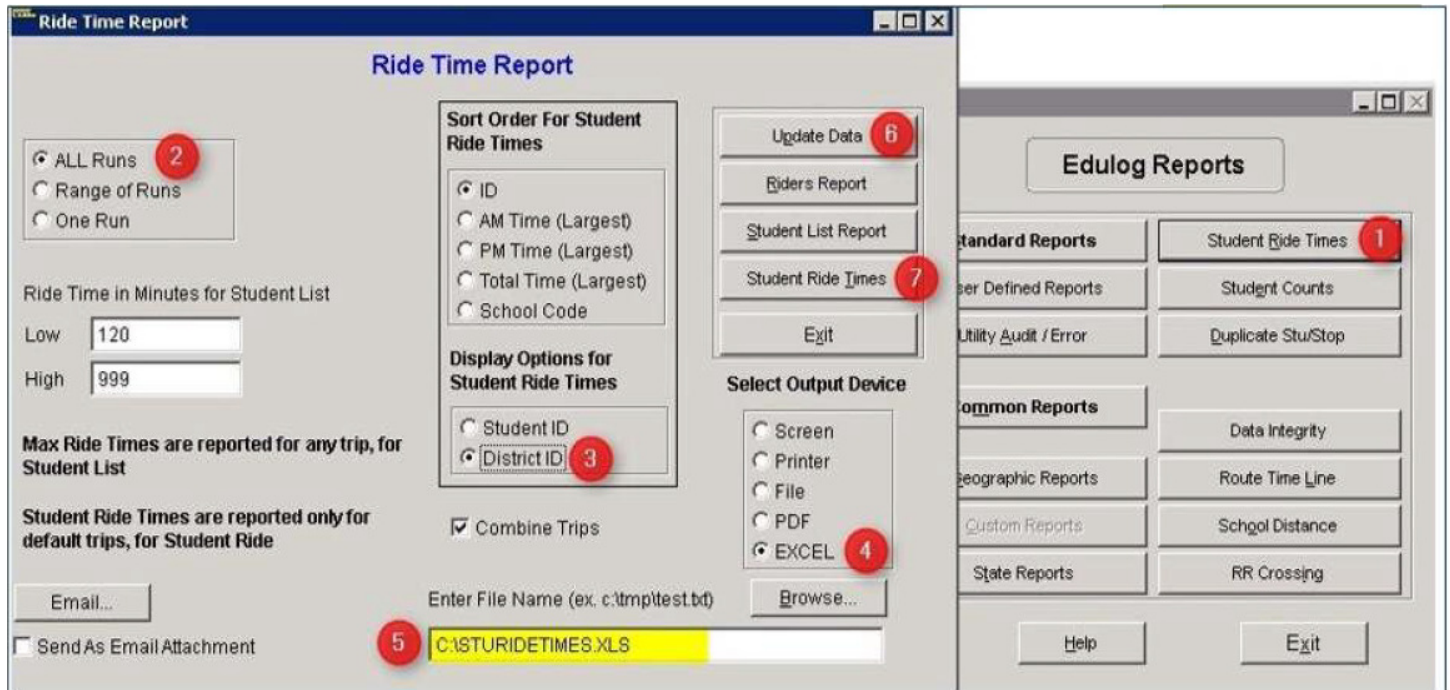 Ride Time Report
Ride Time Report
ALL Runs
2
Range of Runs
One Run
Ride Time in Minutes for Student List
Low
120
High
999
Max Ride Times are reported for any trip, for
Student List
Student Ride Times are reported only for
default trips, for Student Ride
Email...
Send As Email Attachment
Sort Order For Student
Ride Times
ID
AM Time (Largest)
PM Time (Largest)
Total Time (Largest)
School Code
Display Options for
Student Ride Times
Student ID
District ID
3
Combine Trips
Enter File Name (ex. c:\tmp\test.txt)
5
C:\STURIDETIMES.XLS
Update Data
6
Riders Report
Student List Report
Student Ride Times
7
Exit
Select Output Device
Screen
Printer
File
PDF
EXCEL
4
Browse...
Edulog Reports
tandard Reports
ser Defined Reports
Utility Audit / Error
ommon Reports
eographic Reports
Custom Reports
State Reports
Student Ride Times
1
Student Counts
Duplicate Stu/Stop
Data Integrity
Route Time Line
School Distance
RR Crossing
Help
Exit